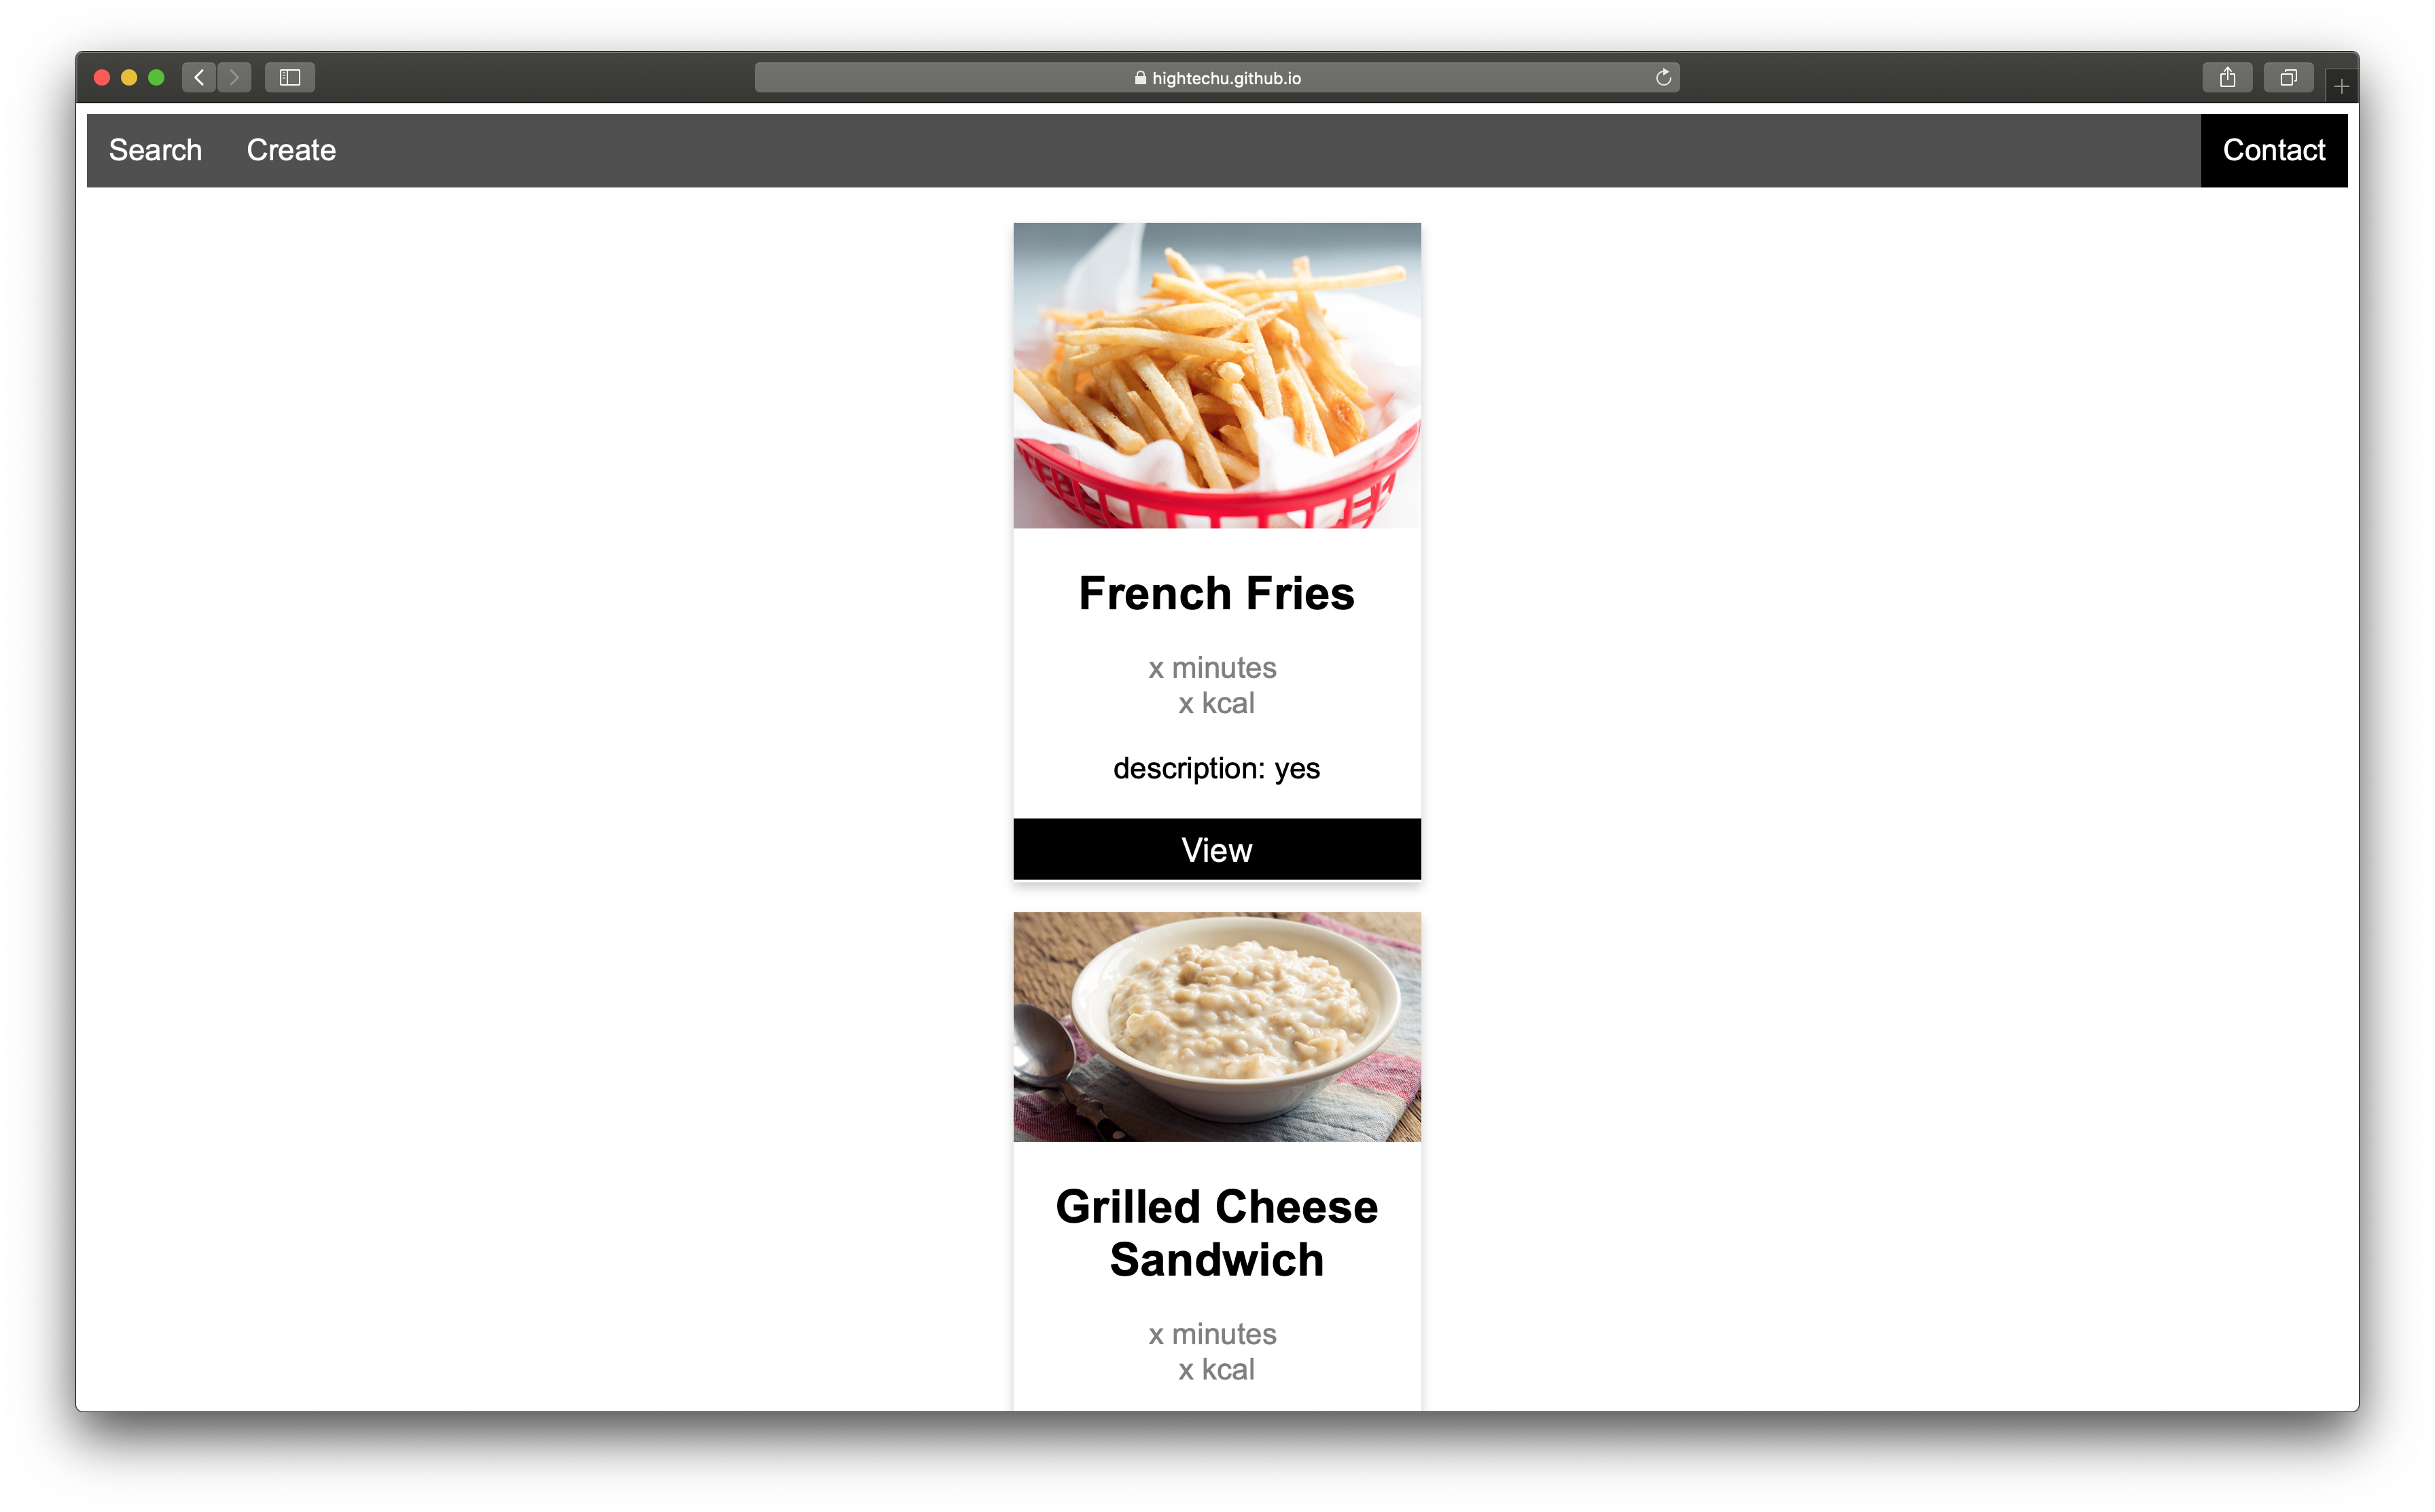 hightechu.github.io
Search Create Contact
French Fries
x minutes
x kcal
description: yes
View
Grilled Cheese
Sandwich
x minutes
x kcal